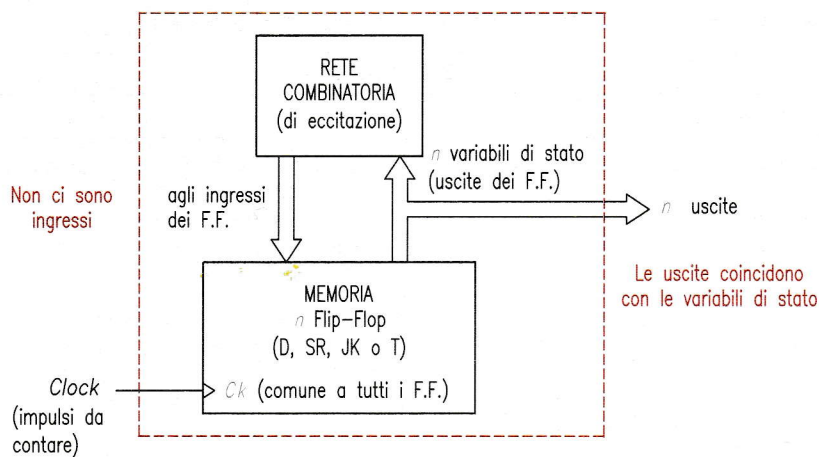 RETE
COMBINATORIA
(di eccitazione)
n variabili di stato
(uscite dei F.F.)
agli ingressi
dei F.F.
Non ci sono
ingressi
n uscite
Le uscite coincidono
con le variabili di stato
MEMORIA
n Flip-Flop
(D, SR, JK o T)
Ck (comune a tutti i F.F.)
Clock
(impulsi da
contare)